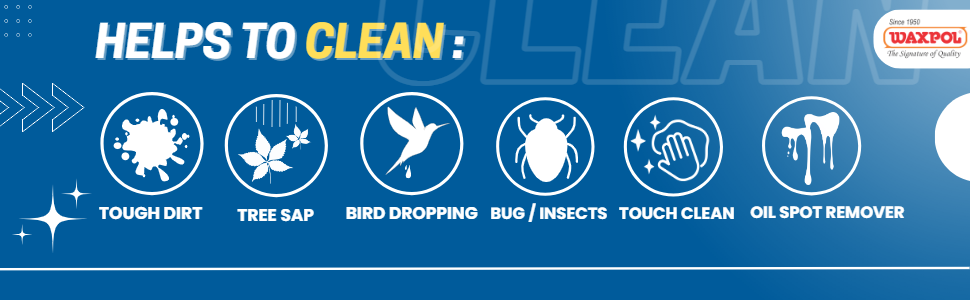 CLEAN
HELPS TO CLEAN :
Since 1950
WAXPOL
The Signature of Quality
TOUGH DIRT
TREE SAP
BIRD DROPPING
BUG / INSECTS
TOUCH CLEAN
OIL SPOT REMOVER